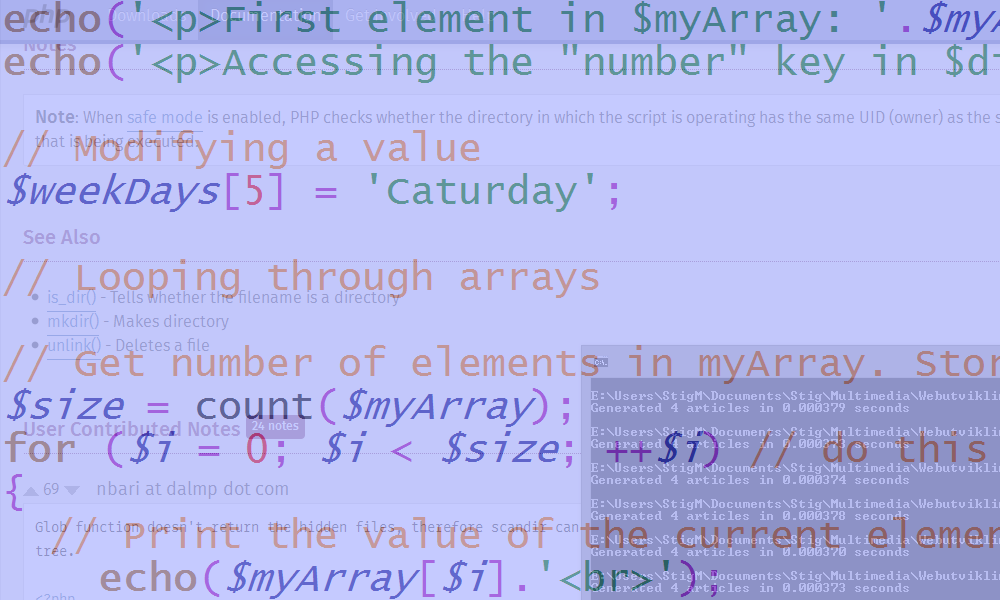 php Downloads Documentation Get Involved
echo('<p>First element in $myArray: '.$myA
Notes
echo('<p>Accessing the "number" key in $di
Note: When safe mode is enabled, PHP checks whether the directory in which the script is operating has the same UID (owner) as the s
that is being executed.
// Modifying a value
$weekDays[5] = 'Caturday';
See Also
// Looping through arrays
is_dir() - Tells whether the filename is a directory
mkdir() - Makes directory
unlink() - Deletes a file
// Get number of elements in myArray. Stor
E:\Users\StigM\Documents\Stig\Multimedia\Webutviklin
Generated 4 articles in 0.000379 seconds
$size = count($myArray);
User Contributed Notes 24 notes
E:\Users\StigM\Documents\Stig\Multimedia\Webutviklin
Generated 4 articles in 0.000373 seconds
for ($i = 0; $i < $size; ++$i) // do this
E:\Users\StigM\Documents\Stig\Multimedia\Webutviklin
Generated 4 articles in 0.000374 seconds
{
69 nbari at dalmp dot com
E:\Users\StigM\Documents\Stig\Multimedia\Webutviklin
Generated 4 articles in 0.000378 seconds
Glob function doesn't return the hidden files, therefore scandir can
tree.
// Print the value of the current elemen
E:\Users\StigM\Documents\Stig\Multimedia\Webutviklin
Generated 4 articles in 0.000370 seconds
echo($myArray[$i].'<br>');
E:\Users\StigM\Documents\Stig\Multimedia\Webutviklin
Generated 4 articles in 0.000373 seconds
<?php